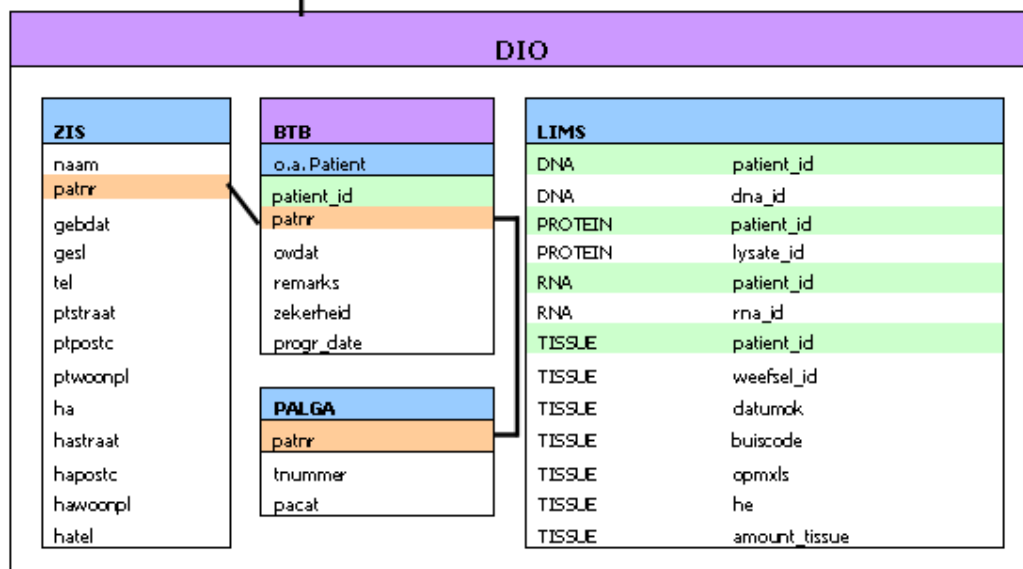 DIO
ZIS
naam
patnr
gebdat
gesl
tel
ptstraat
ptpostc
ptwoonpl
ha
hastraat
hapostc
hawoonpl
hatel
BTB
o.a. Patient
patient_id
patnr
ovdat
remarks
zekerheid
progr_date
PALGA
patnr
tnummer
pacat
LIMS
DNA patient_id
DNA dna_id
PROTEIN patient_id
PROTEIN lysate_id
RNA patient_id
RNA rna_id
TISSUE patient_id
TISSUE weefsel_id
TISSUE datumok
TISSUE buiscode
TISSUE opmxls
TISSUE he
TISSUE amount_tissue